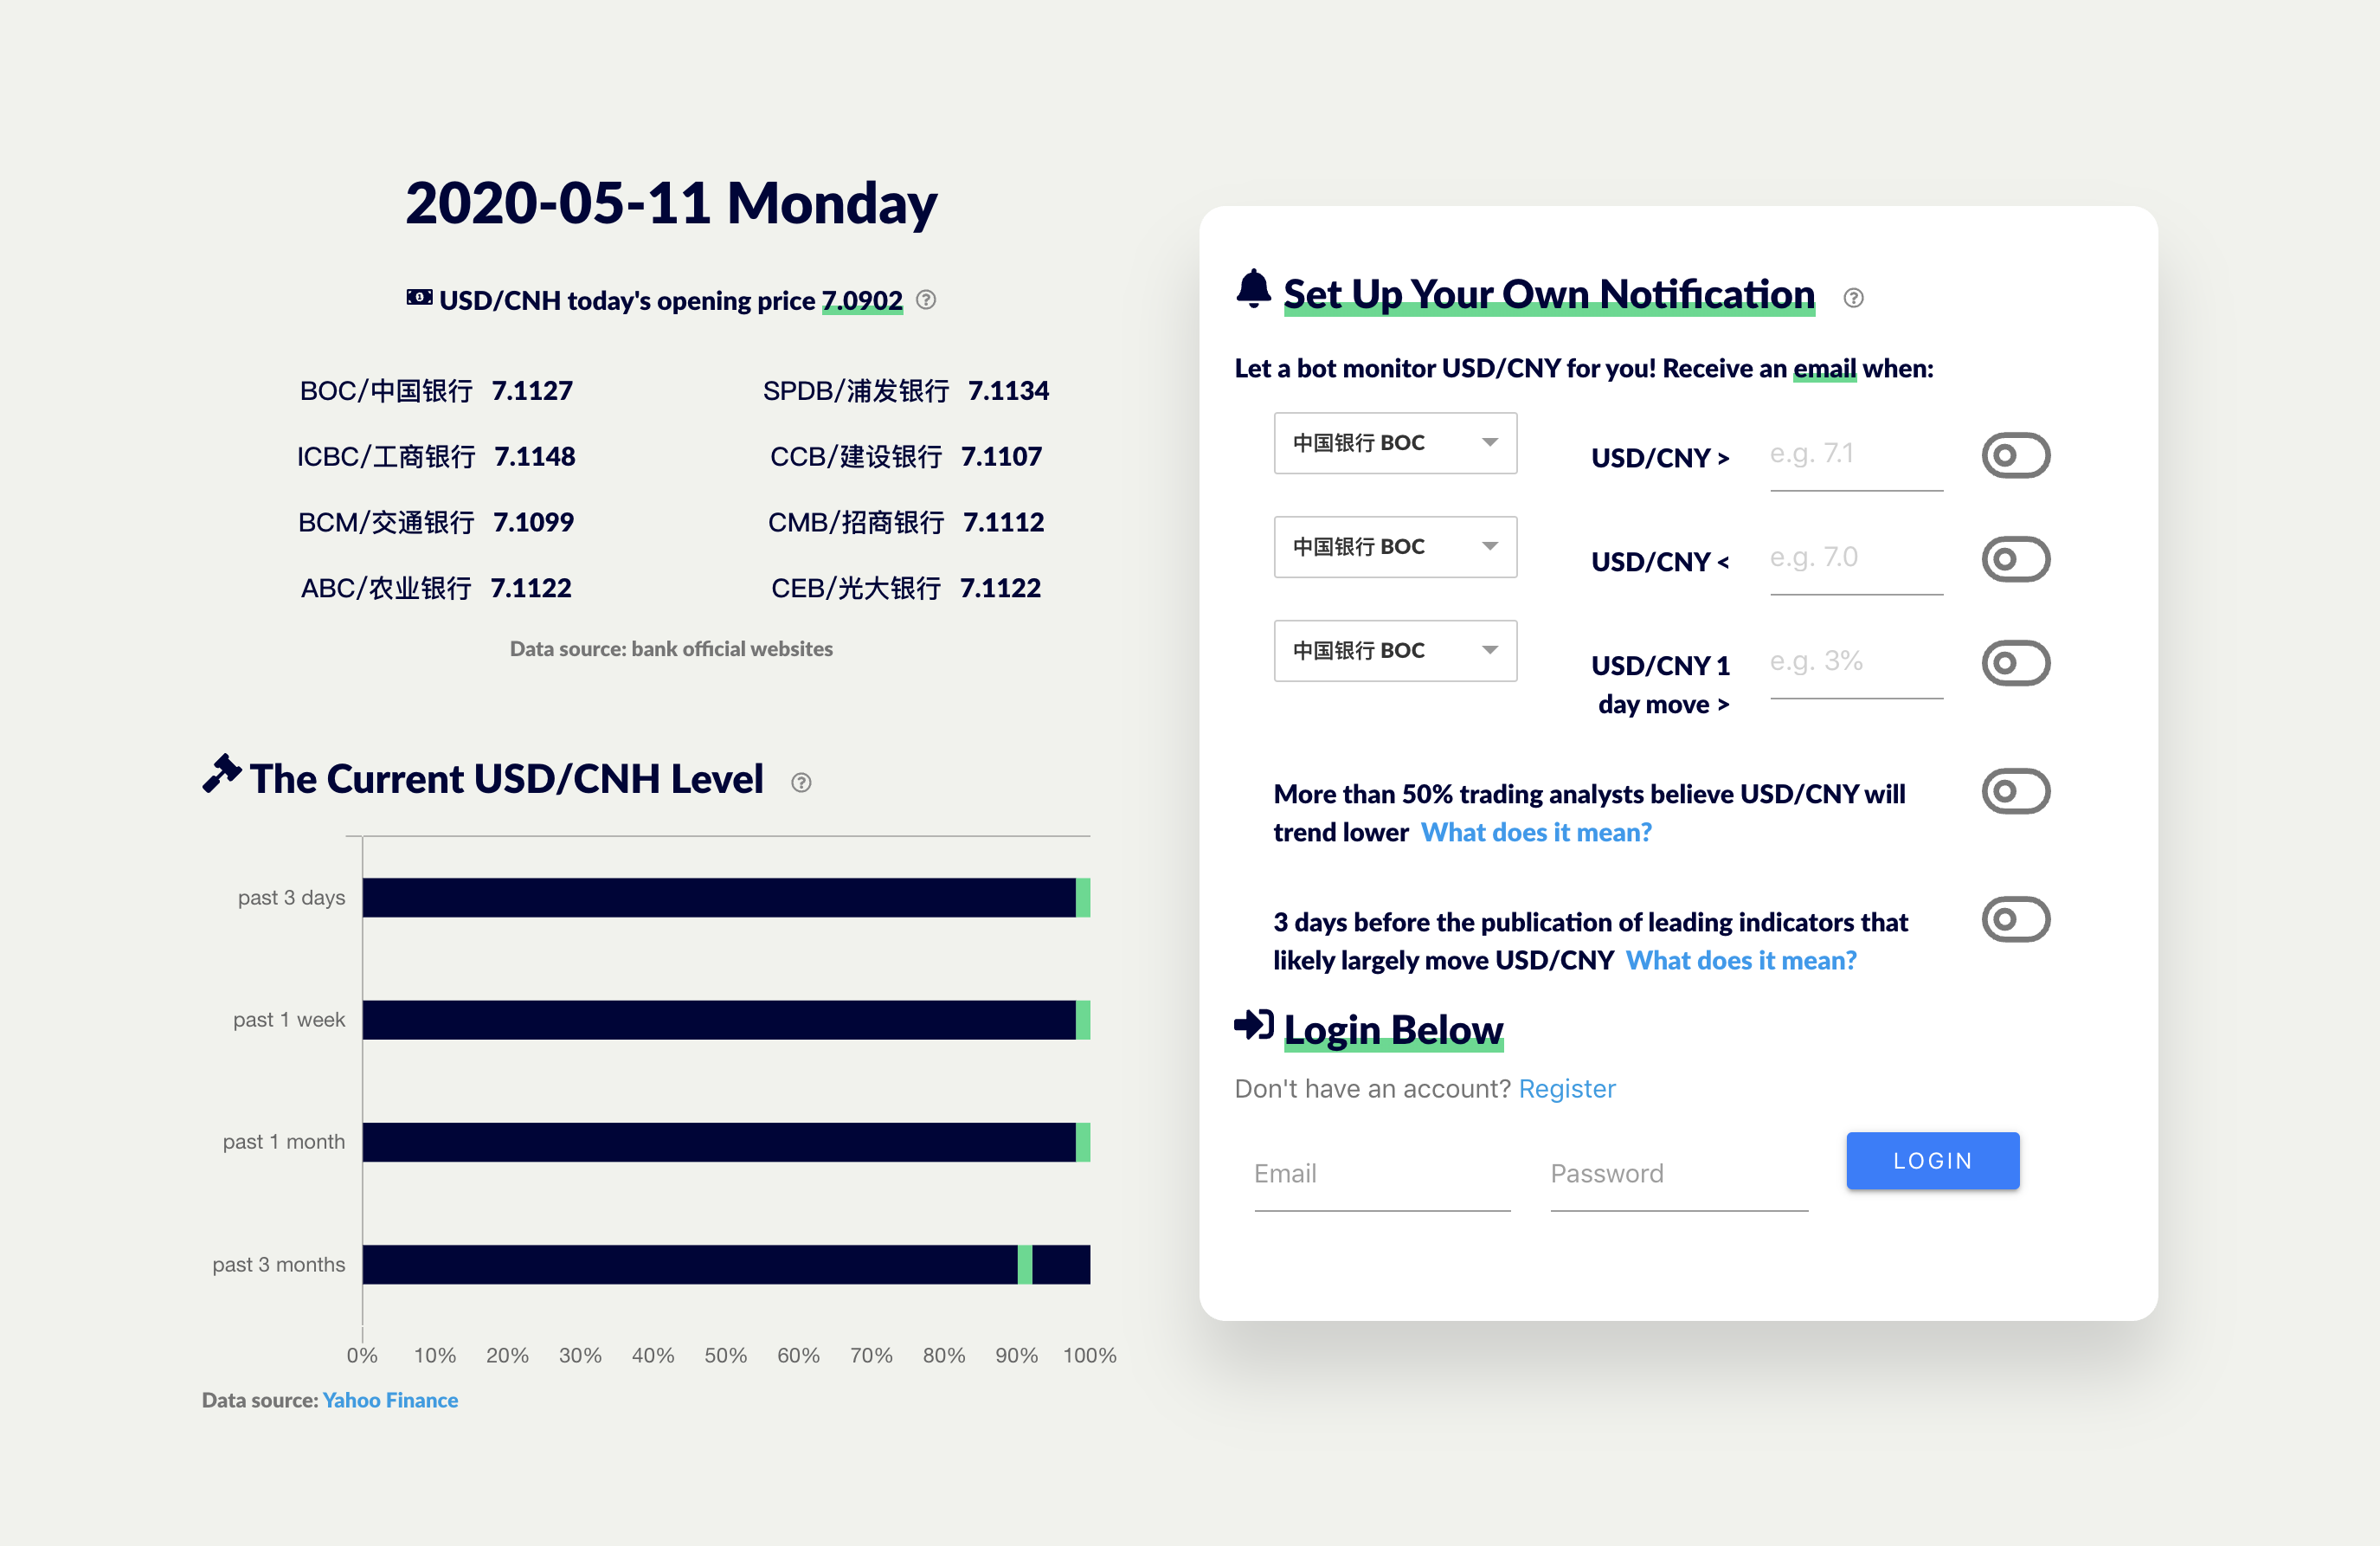 2020-05-11 Monday
USD/CNH today's opening price 7.0902
BOC/中国银行 7.1127
SPDB/浦发银行 7.1134
ICBC/工商银行 7.1148
CCB/建设银行 7.1107
BCM/交通银行 7.1099
CMB/招商银行 7.1112
ABC/农业银行 7.1122
CEB/光大银行 7.1122
Data source: bank official websites
The Current USD/CNH Level
past 3 days
past 1 week
past 1 month
past 3 months
0% 10% 20% 30% 40% 50% 60% 70% 80% 90% 100%
Data source: Yahoo Finance
Set Up Your Own Notification
Let a bot monitor USD/CNY for you! Receive an email when:
中国银行 BOC USD/CNY > e.g. 7.1
中国银行 BOC USD/CNY < e.g. 7.0
中国银行 BOC USD/CNY 1 e.g. 3%
day move >
More than 50% trading analysts believe USD/CNY will
trend lower What does it mean?
3 days before the publication of leading indicators that
likely largely move USD/CNY What does it mean?
Login Below
Don't have an account? Register
Email Password LOGIN